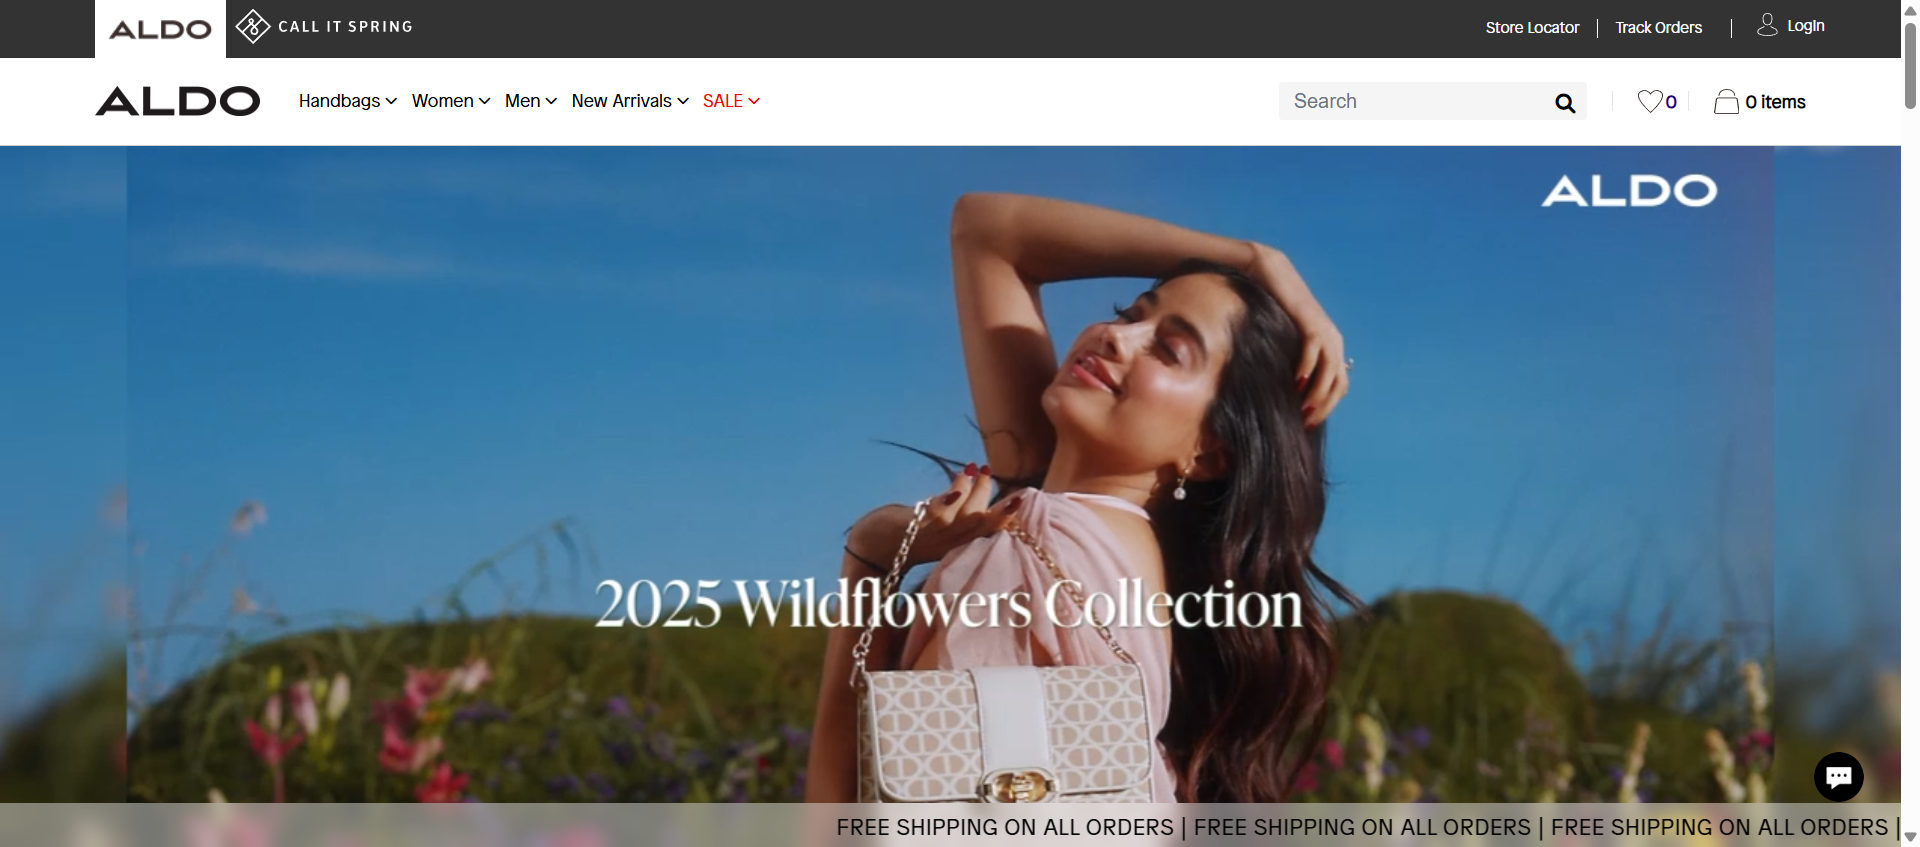 ALDO CALL IT SPRING Store Locator Track Orders Login
ALDO Handbags Women Men New Arrivals SALE Search 0 0 items
ALDO
2025 Wildflowers Collection
FREE SHIPPING ON ALL ORDERS | FREE SHIPPING ON ALL ORDERS | FREE SHIPPING ON ALL ORDERS |